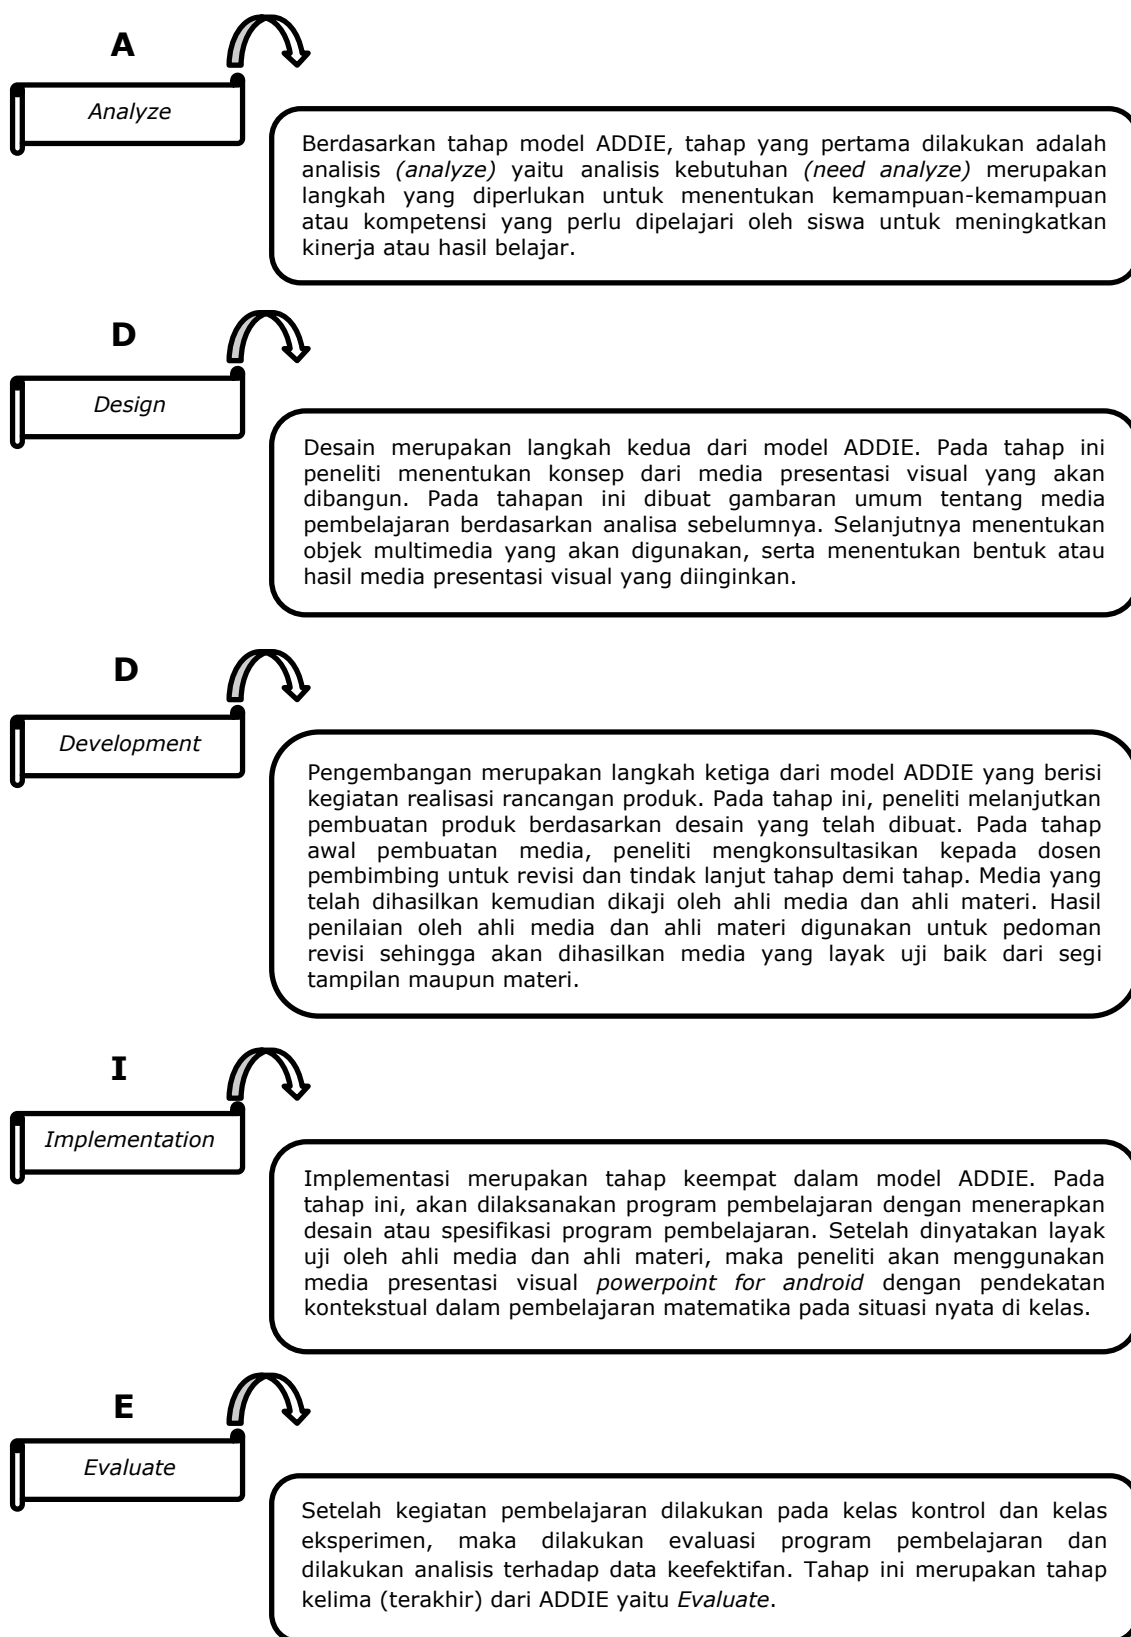 A
Analyze
Berdasarkan tahap model ADDIE, tahap yang pertama dilakukan adalah
analisis (analyze) yaitu analisis kebutuhan (need analyze) merupakan
langkah yang diperlukan untuk menentukan kemampuan-kemampuan
atau kompetensi yang perlu dipelajari oleh siswa untuk meningkatkan
kinerja atau hasil belajar.
D
Design
Desain merupakan langkah kedua dari model ADDIE. Pada tahap ini
peneliti menentukan konsep dari media presentasi visual yang akan
dibangun. Pada tahapan ini dibuat gambaran umum tentang media
pembelajaran berdasarkan analisa sebelumnya. Selanjutnya menentukan
objek multimedia yang akan digunakan, serta menentukan bentuk atau
hasil media presentasi visual yang diinginkan.
D
Development
Pengembangan merupakan langkah ketiga dari model ADDIE yang berisi
kegiatan realisasi rancangan produk. Pada tahap ini, peneliti melanjutkan
pembuatan produk berdasarkan desain yang telah dibuat. Pada tahap
awal pembuatan media, peneliti mengkonsultasikan kepada dosen
pembimbing untuk revisi dan tindak lanjut tahap demi tahap. Media yang
telah dihasilkan kemudian dikaji oleh ahli media dan ahli materi. Hasil
penilaian oleh ahli media dan ahli materi digunakan untuk pedoman
revisi sehingga akan dihasilkan media yang layak uji baik dari segi
tampilan maupun materi.
I
Implementation
Implementasi merupakan tahap keempat dalam model ADDIE. Pada
tahap ini, akan dilaksanakan program pembelajaran dengan menerapkan
desain atau spesifikasi program pembelajaran. Setelah dinyatakan layak
uji oleh ahli media dan ahli materi, maka peneliti akan menggunakan
media presentasi visual powerpoint for android dengan pendekatan
kontekstual dalam pembelajaran matematika pada situasi nyata di kelas.
E
Evaluate
Setelah kegiatan pembelajaran dilakukan pada kelas kontrol dan kelas
eksperimen, maka dilakukan evaluasi program pembelajaran dan
dilakukan analisis terhadap data keefektifan. Tahap ini merupakan tahap
kelima (terakhir) dari ADDIE yaitu Evaluate.